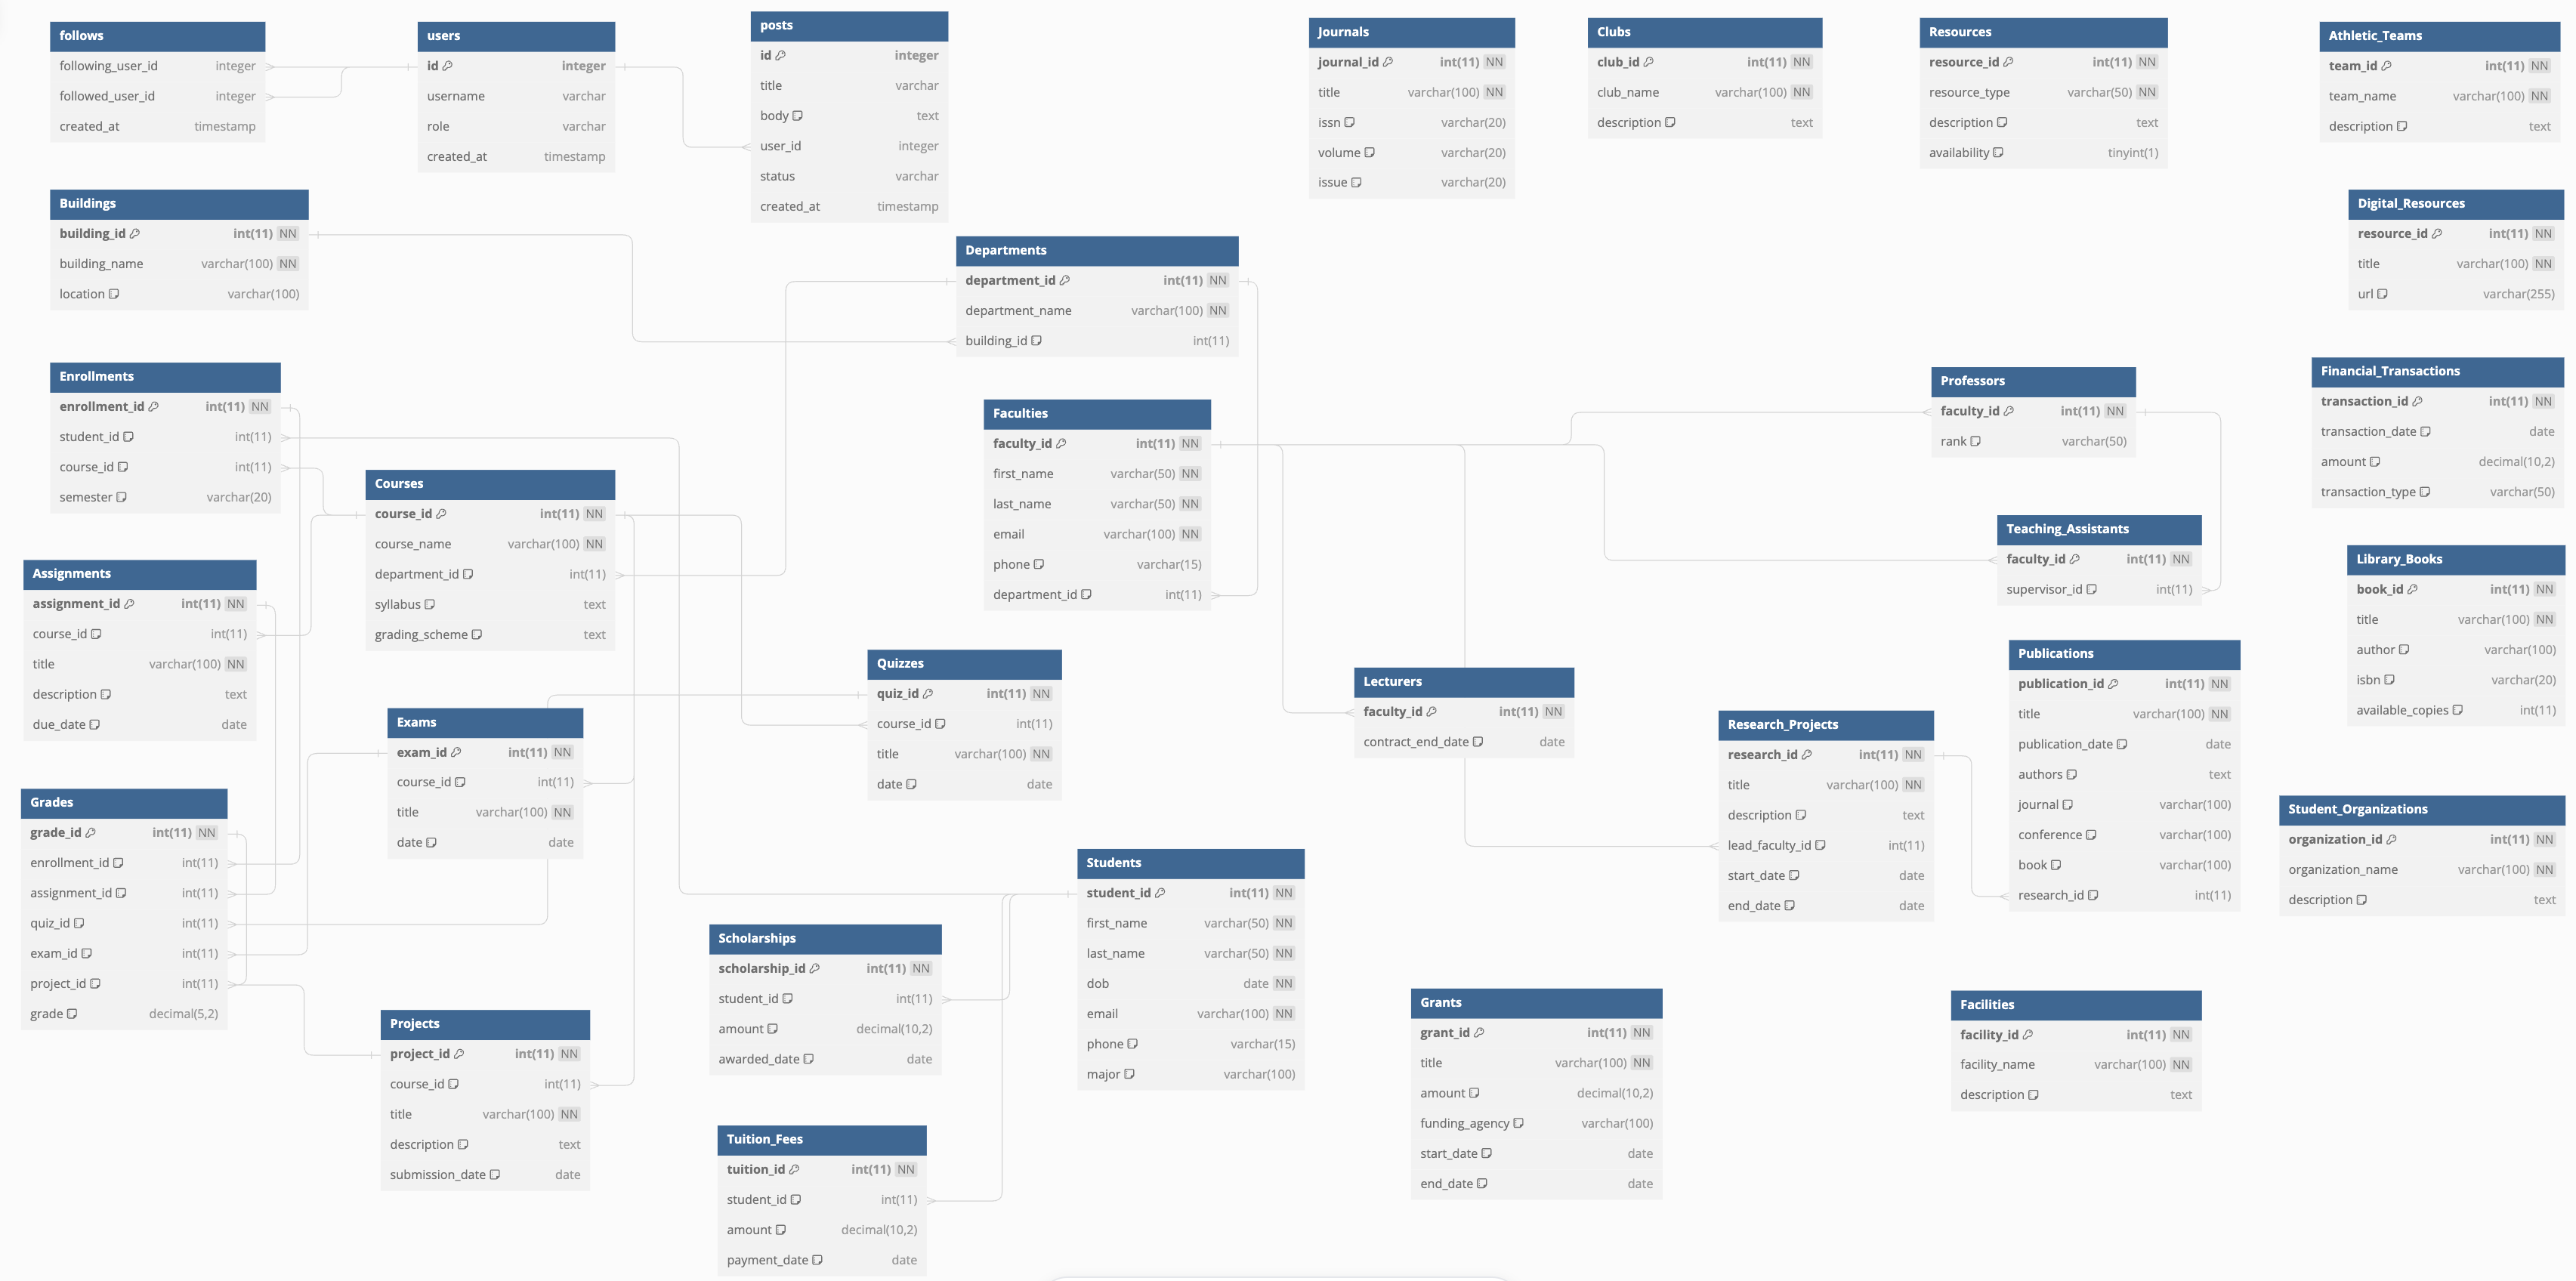 follows
following_user_id integer
followed_user_id integer
created_at timestamp
users
id integer
username varchar
role varchar
created_at timestamp
posts
id integer
title varchar
body text
user_id integer
status varchar
created_at timestamp
Journals
journal_id int(11) NN
title varchar(100) NN
issn varchar(20)
volume varchar(20)
issue varchar(20)
Clubs
club_id int(11) NN
club_name varchar(100) NN
description text
Resources
resource_id int(11) NN
resource_type varchar(50) NN
description text
availability tinyint(1)
Athletic_Teams
team_id int(11) NN
team_name varchar(100) NN
description text
Buildings
building_id int(11) NN
building_name varchar(100) NN
location varchar(100)
Departments
department_id int(11) NN
department_name varchar(100) NN
building_id int(11)
Digital_Resources
resource_id int(11) NN
title varchar(100) NN
url varchar(255)
Enrollments
enrollment_id int(11) NN
student_id int(11)
course_id int(11)
semester varchar(20)
Courses
course_id int(11) NN
course_name varchar(100) NN
department_id int(11)
syllabus text
grading_scheme text
Faculties
faculty_id int(11) NN
first_name varchar(50) NN
last_name varchar(50) NN
email varchar(100) NN
phone varchar(15)
department_id int(11)
Professors
faculty_id int(11) NN
rank varchar(50)
Financial_Transactions
transaction_id int(11) NN
transaction_date date
amount decimal(10,2)
transaction_type varchar(50)
Teaching_Assistants
faculty_id int(11) NN
supervisor_id int(11)
Library_Books
book_id int(11) NN
title varchar(100) NN
author varchar(100)
isbn varchar(20)
available_copies int(11)
Assignments
assignment_id int(11) NN
course_id int(11)
title varchar(100) NN
description text
due_date date
Quizzes
quiz_id int(11) NN
course_id int(11)
title varchar(100) NN
date date
Lecturers
faculty_id int(11) NN
contract_end_date date
Publications
publication_id int(11) NN
title varchar(100) NN
publication_date date
authors text
journal varchar(100)
conference varchar(100)
book varchar(100)
research_id int(11)
Exams
exam_id int(11) NN
course_id int(11)
title varchar(100) NN
date date
Research_Projects
research_id int(11) NN
title varchar(100) NN
description text
lead_faculty_id int(11)
start_date date
end_date date
Grades
grade_id int(11) NN
enrollment_id int(11)
assignment_id int(11)
quiz_id int(11)
exam_id int(11)
project_id int(11)
grade decimal(5,2)
Student_Organizations
organization_id int(11) NN
organization_name varchar(100) NN
description text
Students
student_id int(11) NN
first_name varchar(50) NN
last_name varchar(50) NN
dob date NN
email varchar(100) NN
phone varchar(15)
major varchar(100)
Scholarships
scholarship_id int(11) NN
student_id int(11)
amount decimal(10,2)
awarded_date date
Projects
project_id int(11) NN
course_id int(11)
title varchar(100) NN
description text
submission_date date
Grants
grant_id int(11) NN
title varchar(100) NN
amount decimal(10,2)
funding_agency varchar(100)
start_date date
end_date date
Facilities
facility_id int(11) NN
facility_name varchar(100) NN
description text
Tuition_Fees
tuition_id int(11) NN
student_id int(11)
amount decimal(10,2)
payment_date date